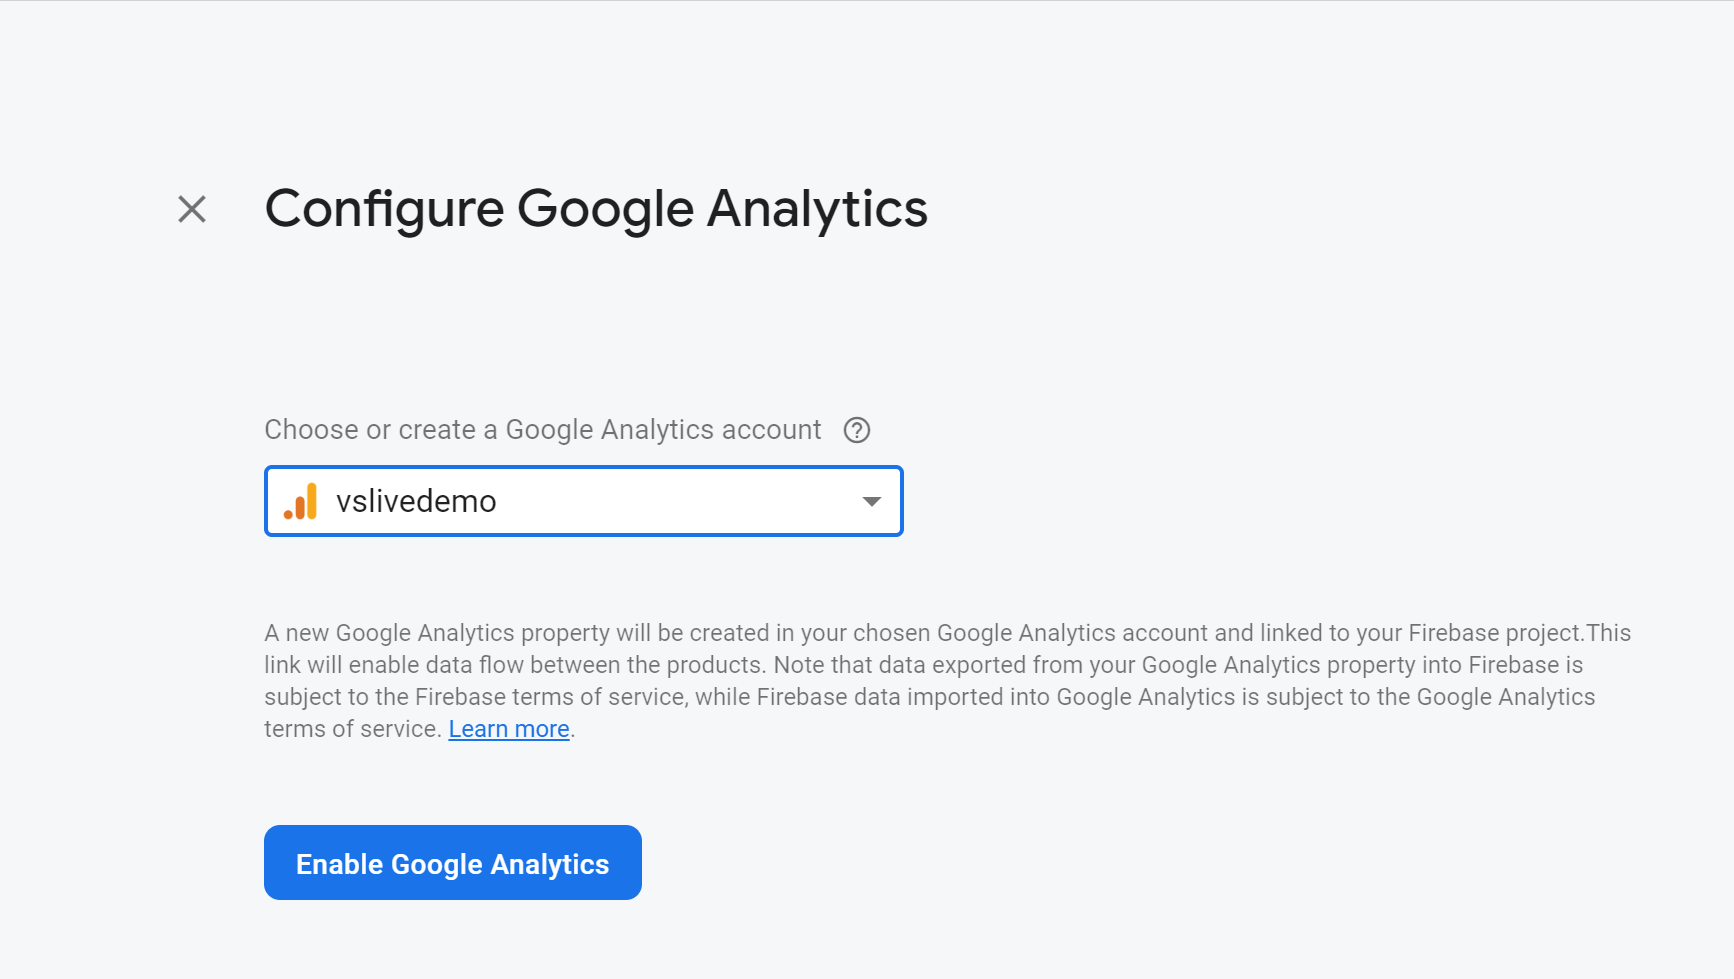 Configure Google Analytics
Choose or create a Google Analytics account
vslivedemo
A new Google Analytics property will be created in your chosen Google Analytics account and linked to your Firebase project.This
link will enable data flow between the products. Note that data exported from your Google Analytics property into Firebase is
subject to the Firebase terms of service, while Firebase data imported into Google Analytics is subject to the Google Analytics
terms of service. Learn more.
Enable Google Analytics